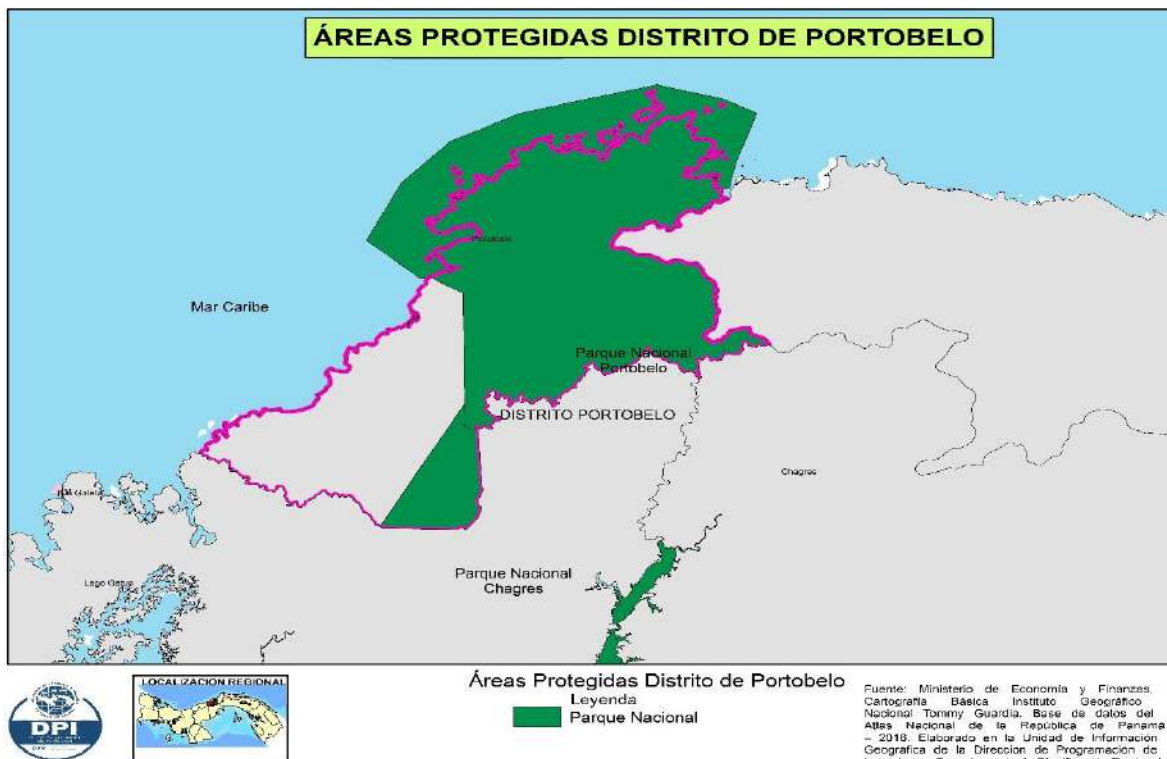 ÁREAS PROTEGIDAS DISTRITO DE PORTOBELO
Portobelo
Mar Caribe
Parque Nacional
Portobelo
DISTRITO PORTOBELO
Chagres
Parque Nacional
Chagres
Lago Gatún
LOCALIZACION REGIONAL
DPI
Áreas Protegidas Distrito de Portobelo
Leyenda
Parque Nacional
Fuente: Ministerio de Economía y Finanzas,
Cartografía Básica Instituto Geográfico
Nacional Tommy Guardia. Base de datos del
Atlas Nacional de la República de Panamá
– 2016. Elaborado en la Unidad de Información
Geográfica de la Direccion de Programación de